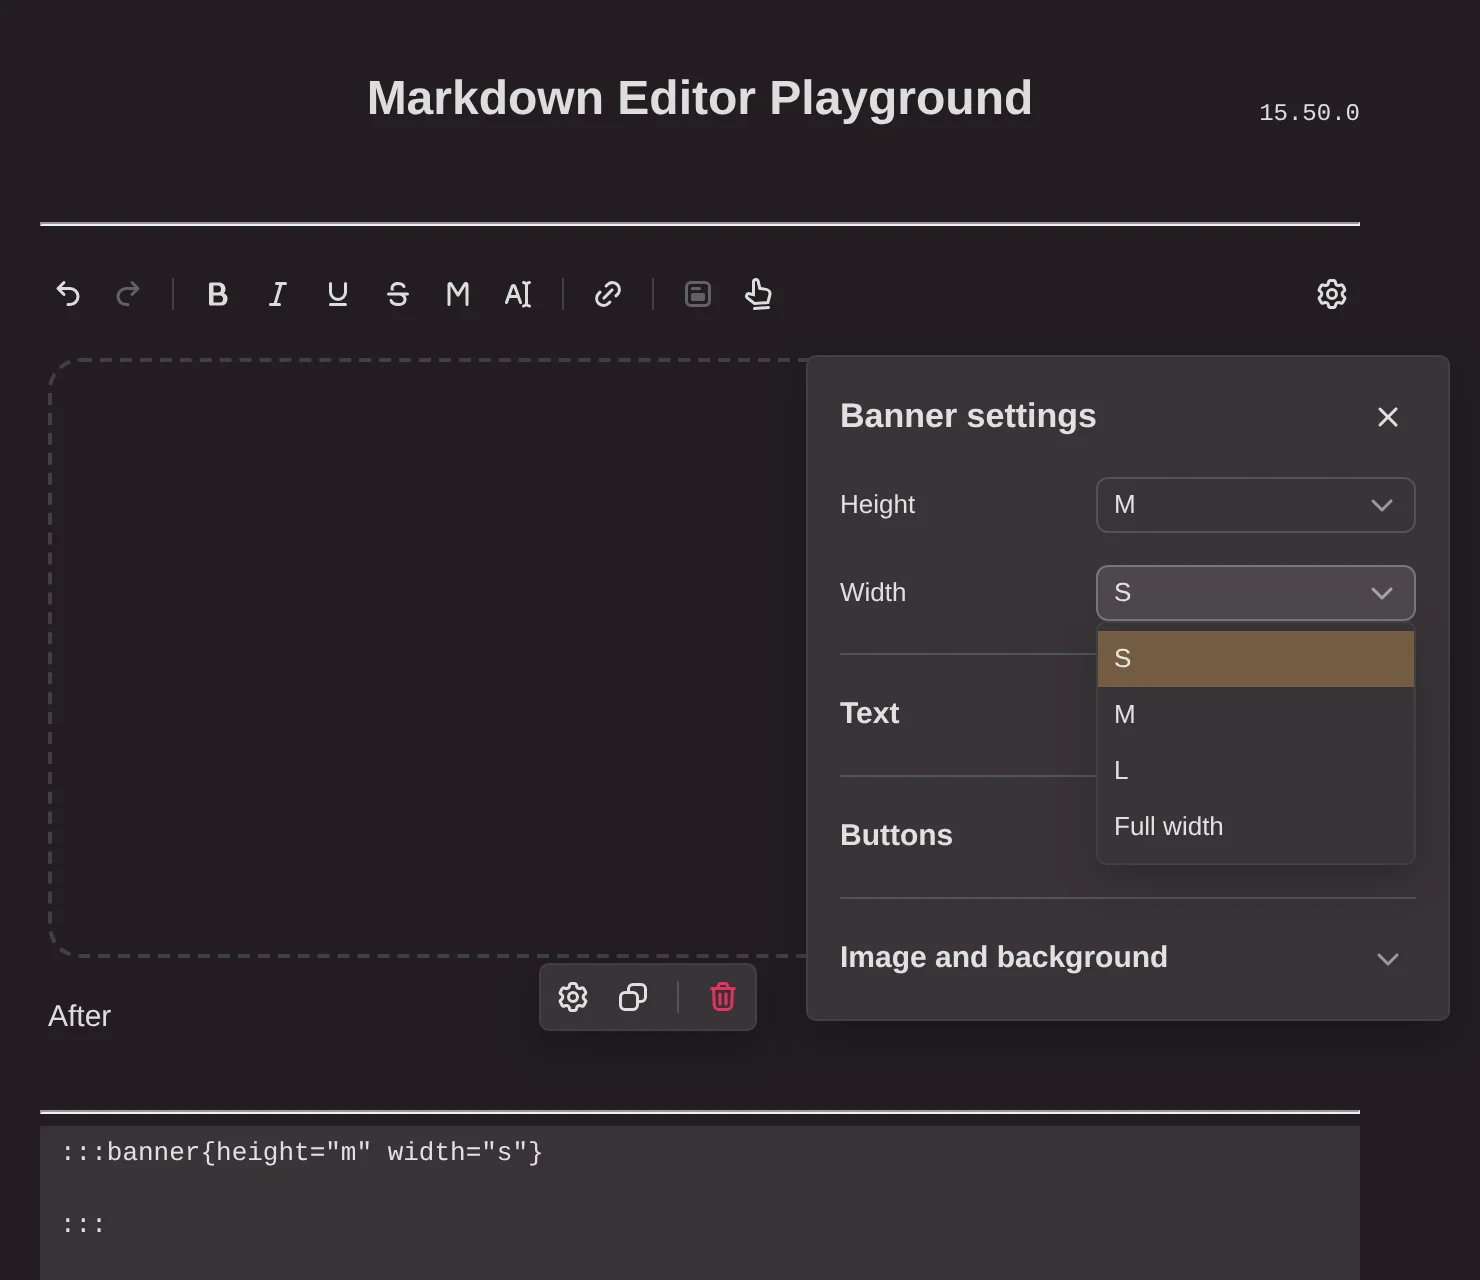 Markdown Editor Playground
15.50.0
B I U S M AI
Banner settings
Height
M
Width
S
S
M
L
Full width
Text
Buttons
Image and background
After
:::banner{height="m" width="s"}
:::